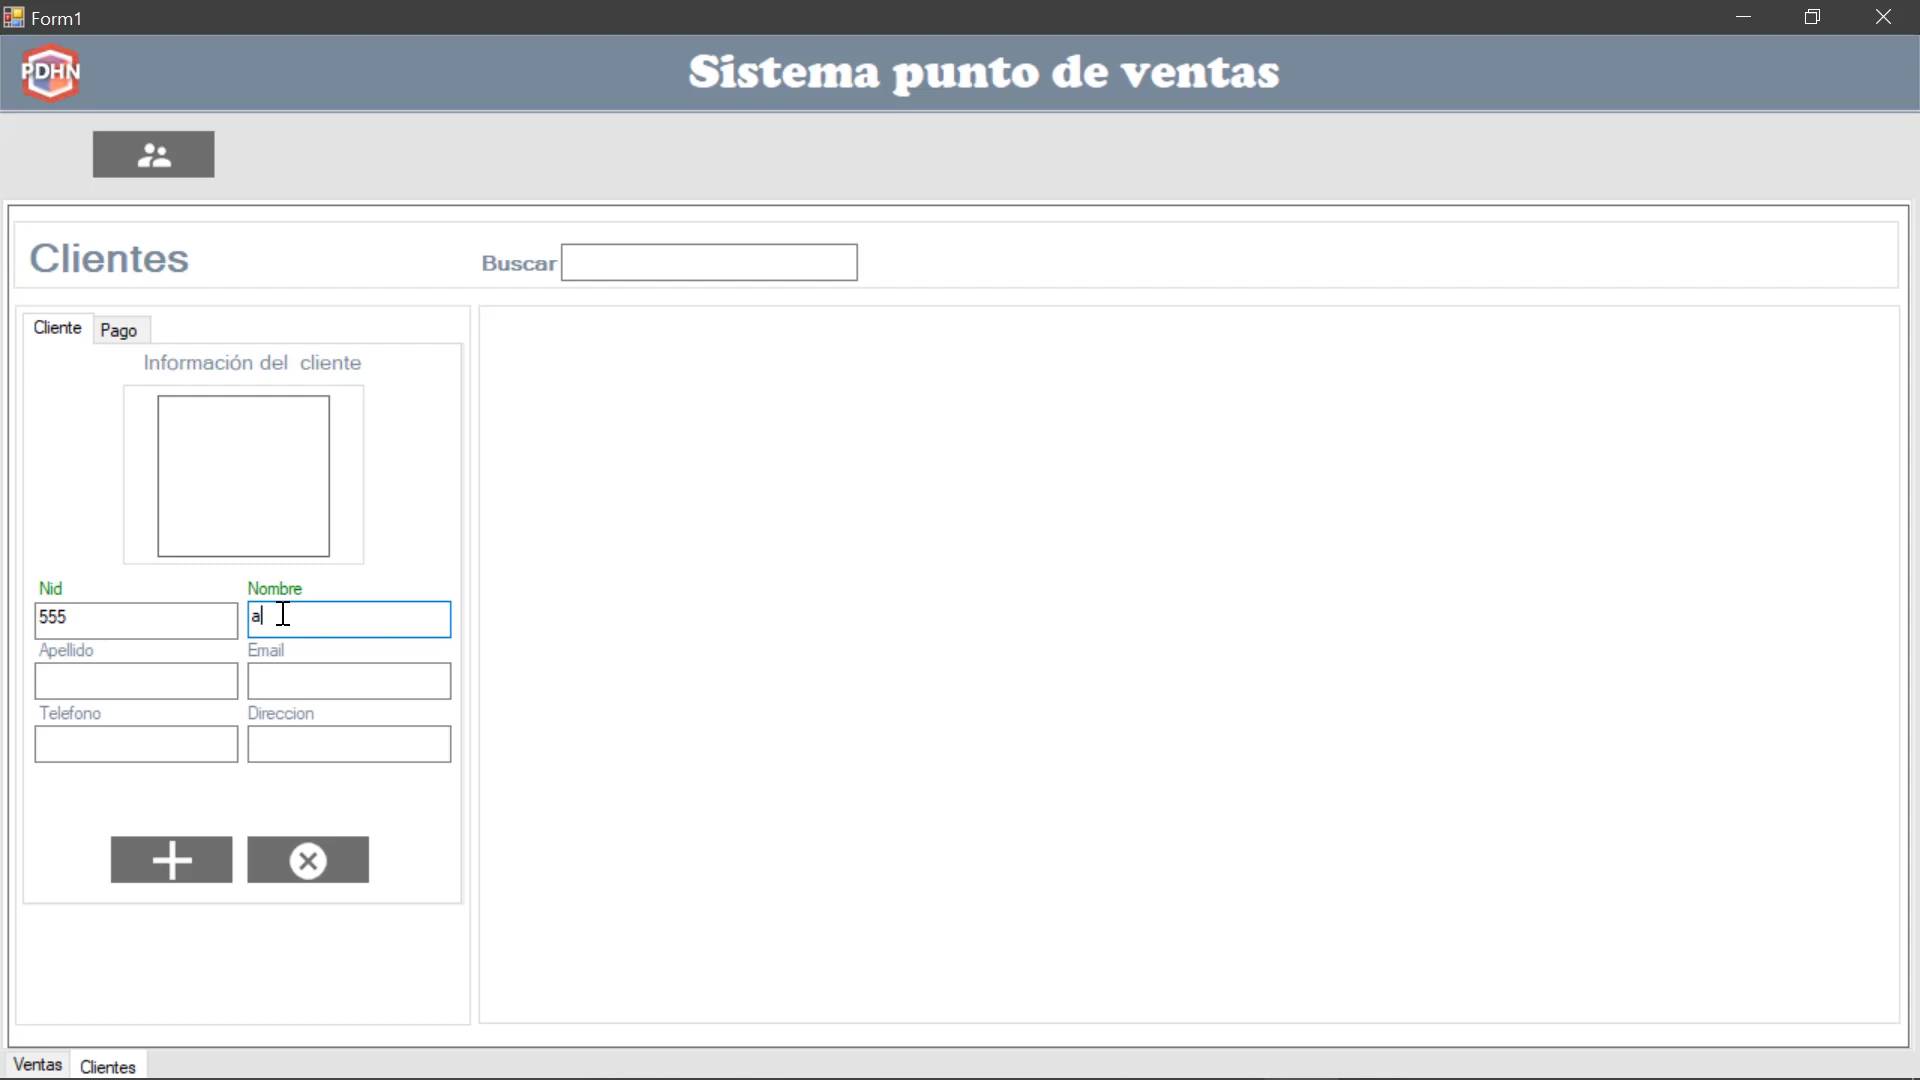 Form1
PDHN
Sistema punto de ventas
Clientes
Buscar
Cliente
Pago
Información del cliente
Nid
Nombre
555
a
Apellido
Email
Telefono
Direccion
Ventas
Clientes